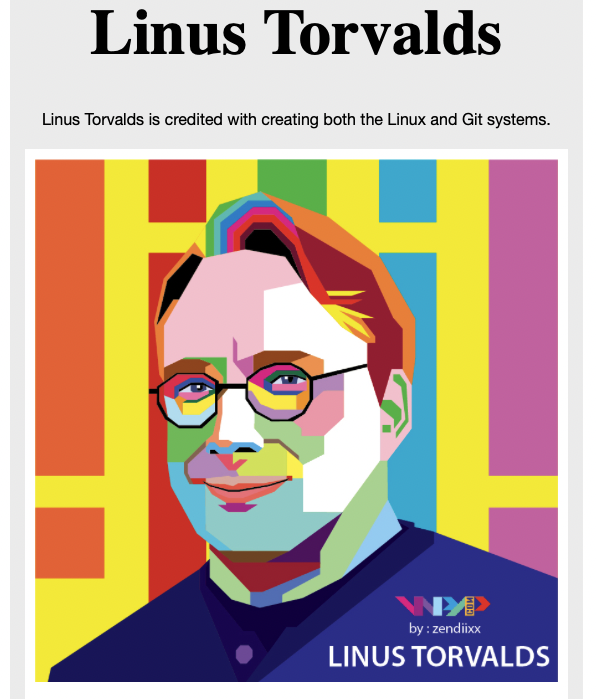 Linus Torvalds
Linus Torvalds is credited with creating both the Linux and Git systems.
by : zendiixx
LINUS TORVALDS